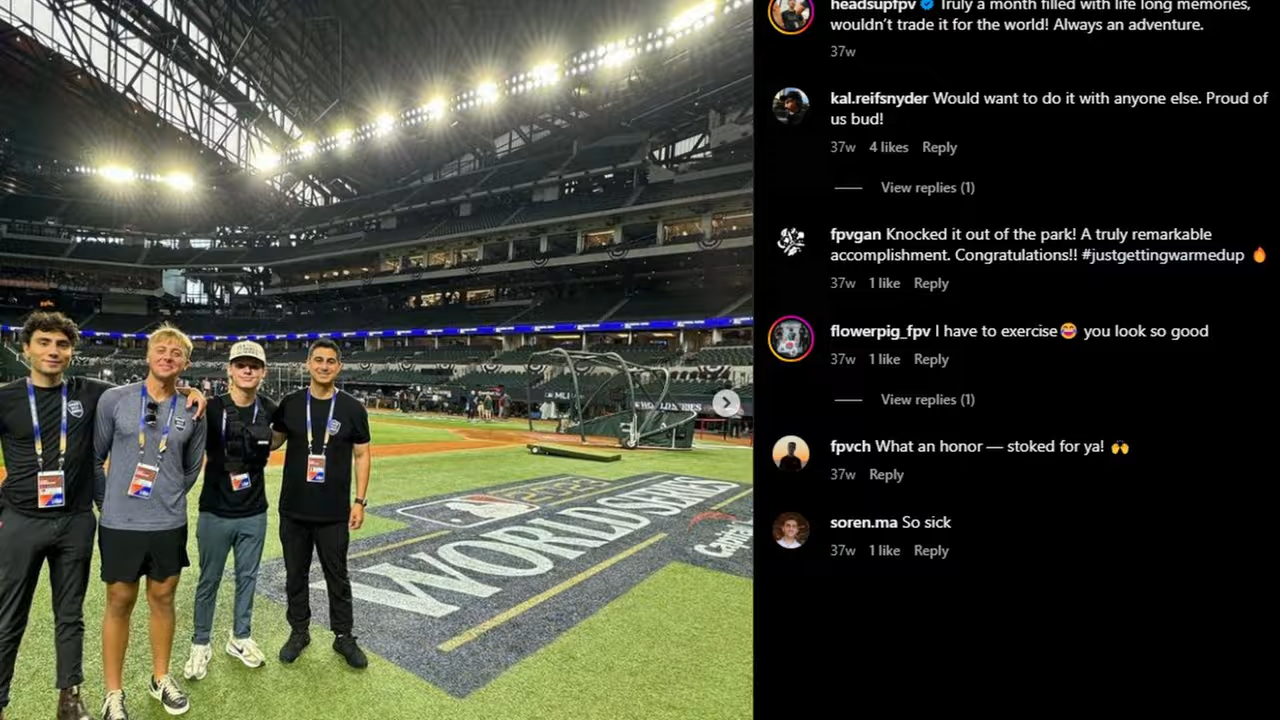 headsupfpv Truly a month filled with life long memories,
wouldn't trade it for the world! Always an adventure.
37w
kal.reifsnyder Would want to do it with anyone else. Proud of
us bud!
37w 4 likes Reply
View replies (1)
fpvgan Knocked it out of the park! A truly remarkable
accomplishment. Congratulations!! #justgettingwarmedup 🔥
37w 1 like Reply
flowerpig_fpv I have to exercise😅 you look so good
37w 1 like Reply
View replies (1)
fpvch What an honor — stoked for ya! 🙌
37w Reply
soren.ma So sick
37w 1 like Reply
WORLD SERIES
2023
WORLD SERIES
Capital